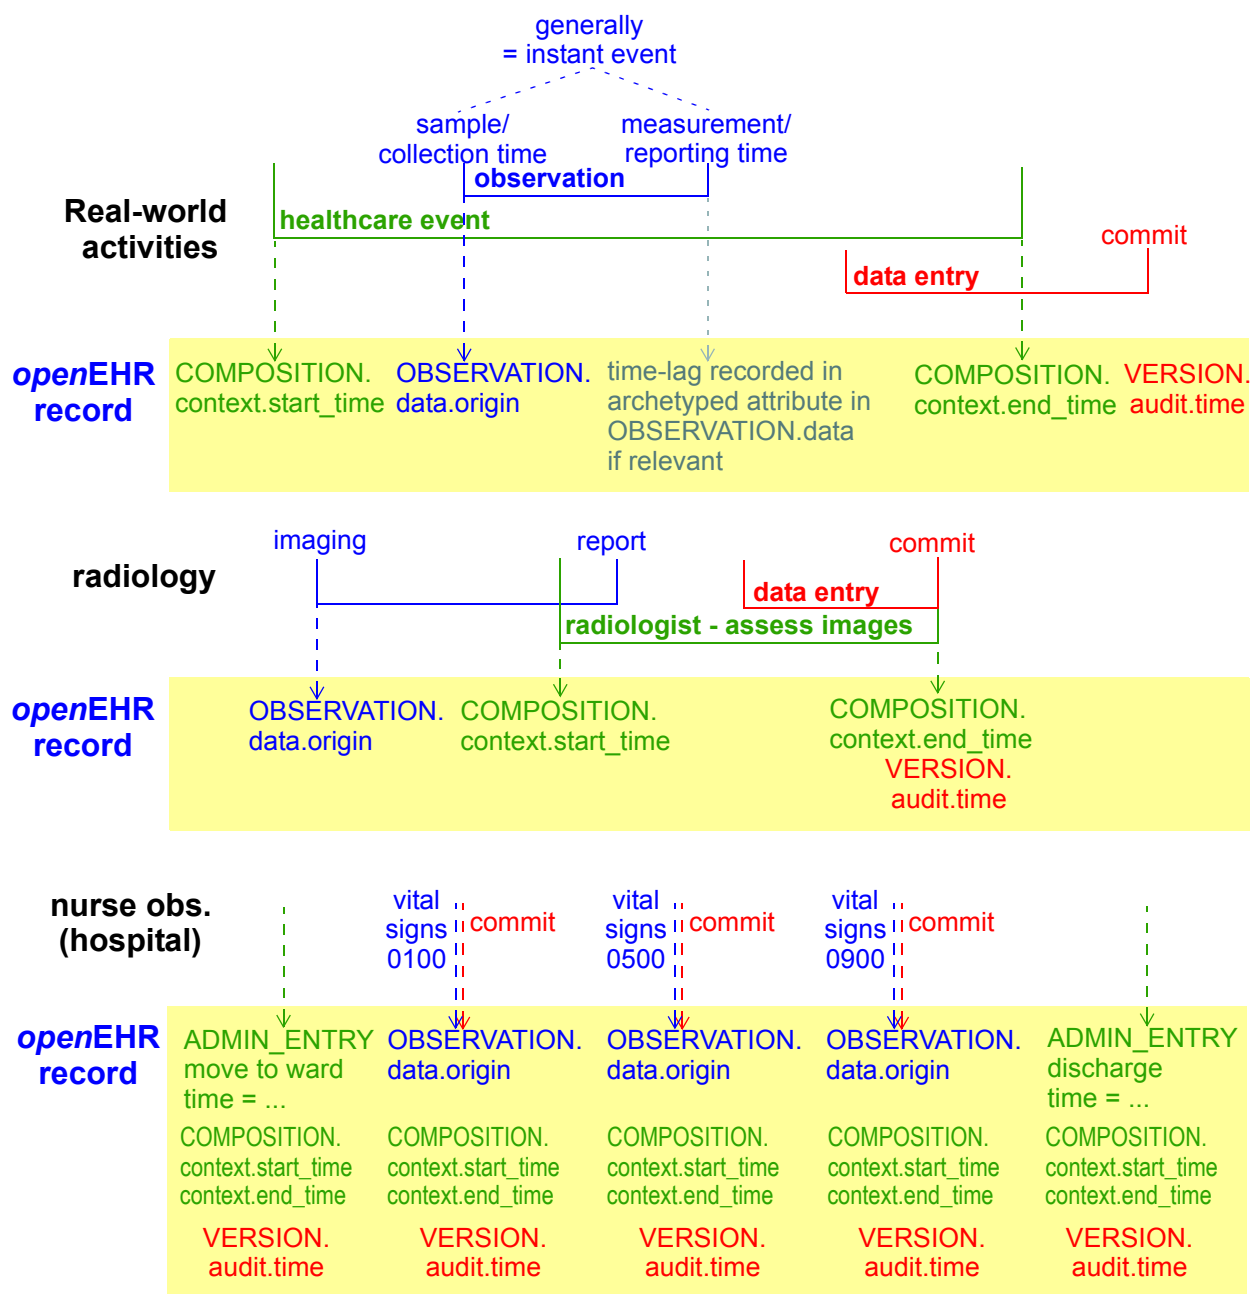 generally
= instant event
sample/
collection time
measurement/
reporting time
observation
Real-world
activities
healthcare event
commit
data entry
openEHR
record
COMPOSITION.
context.start_time
OBSERVATION.
data.origin
time-lag recorded in
archetyped attribute in
OBSERVATION.data
if relevant
COMPOSITION.
context.end_time
VERSION.
audit.time
imaging
report
commit
radiology
data entry
radiologist - assess images
openEHR
record
OBSERVATION.
data.origin
COMPOSITION.
context.start_time
COMPOSITION.
context.end_time
VERSION.
audit.time
nurse obs.
(hospital)
vital
signs
0100
commit
vital
signs
0500
commit
vital
signs
0900
commit
openEHR
record
ADMIN_ENTRY
move to ward
time = ...
OBSERVATION.
data.origin
OBSERVATION.
data.origin
OBSERVATION.
data.origin
ADMIN_ENTRY
discharge
time = ...
COMPOSITION.
context.start_time
context.end_time
COMPOSITION.
context.start_time
context.end_time
COMPOSITION.
context.start_time
context.end_time
COMPOSITION.
context.start_time
context.end_time
COMPOSITION.
context.start_time
context.end_time
VERSION.
audit.time
VERSION.
audit.time
VERSION.
audit.time
VERSION.
audit.time
VERSION.
audit.time